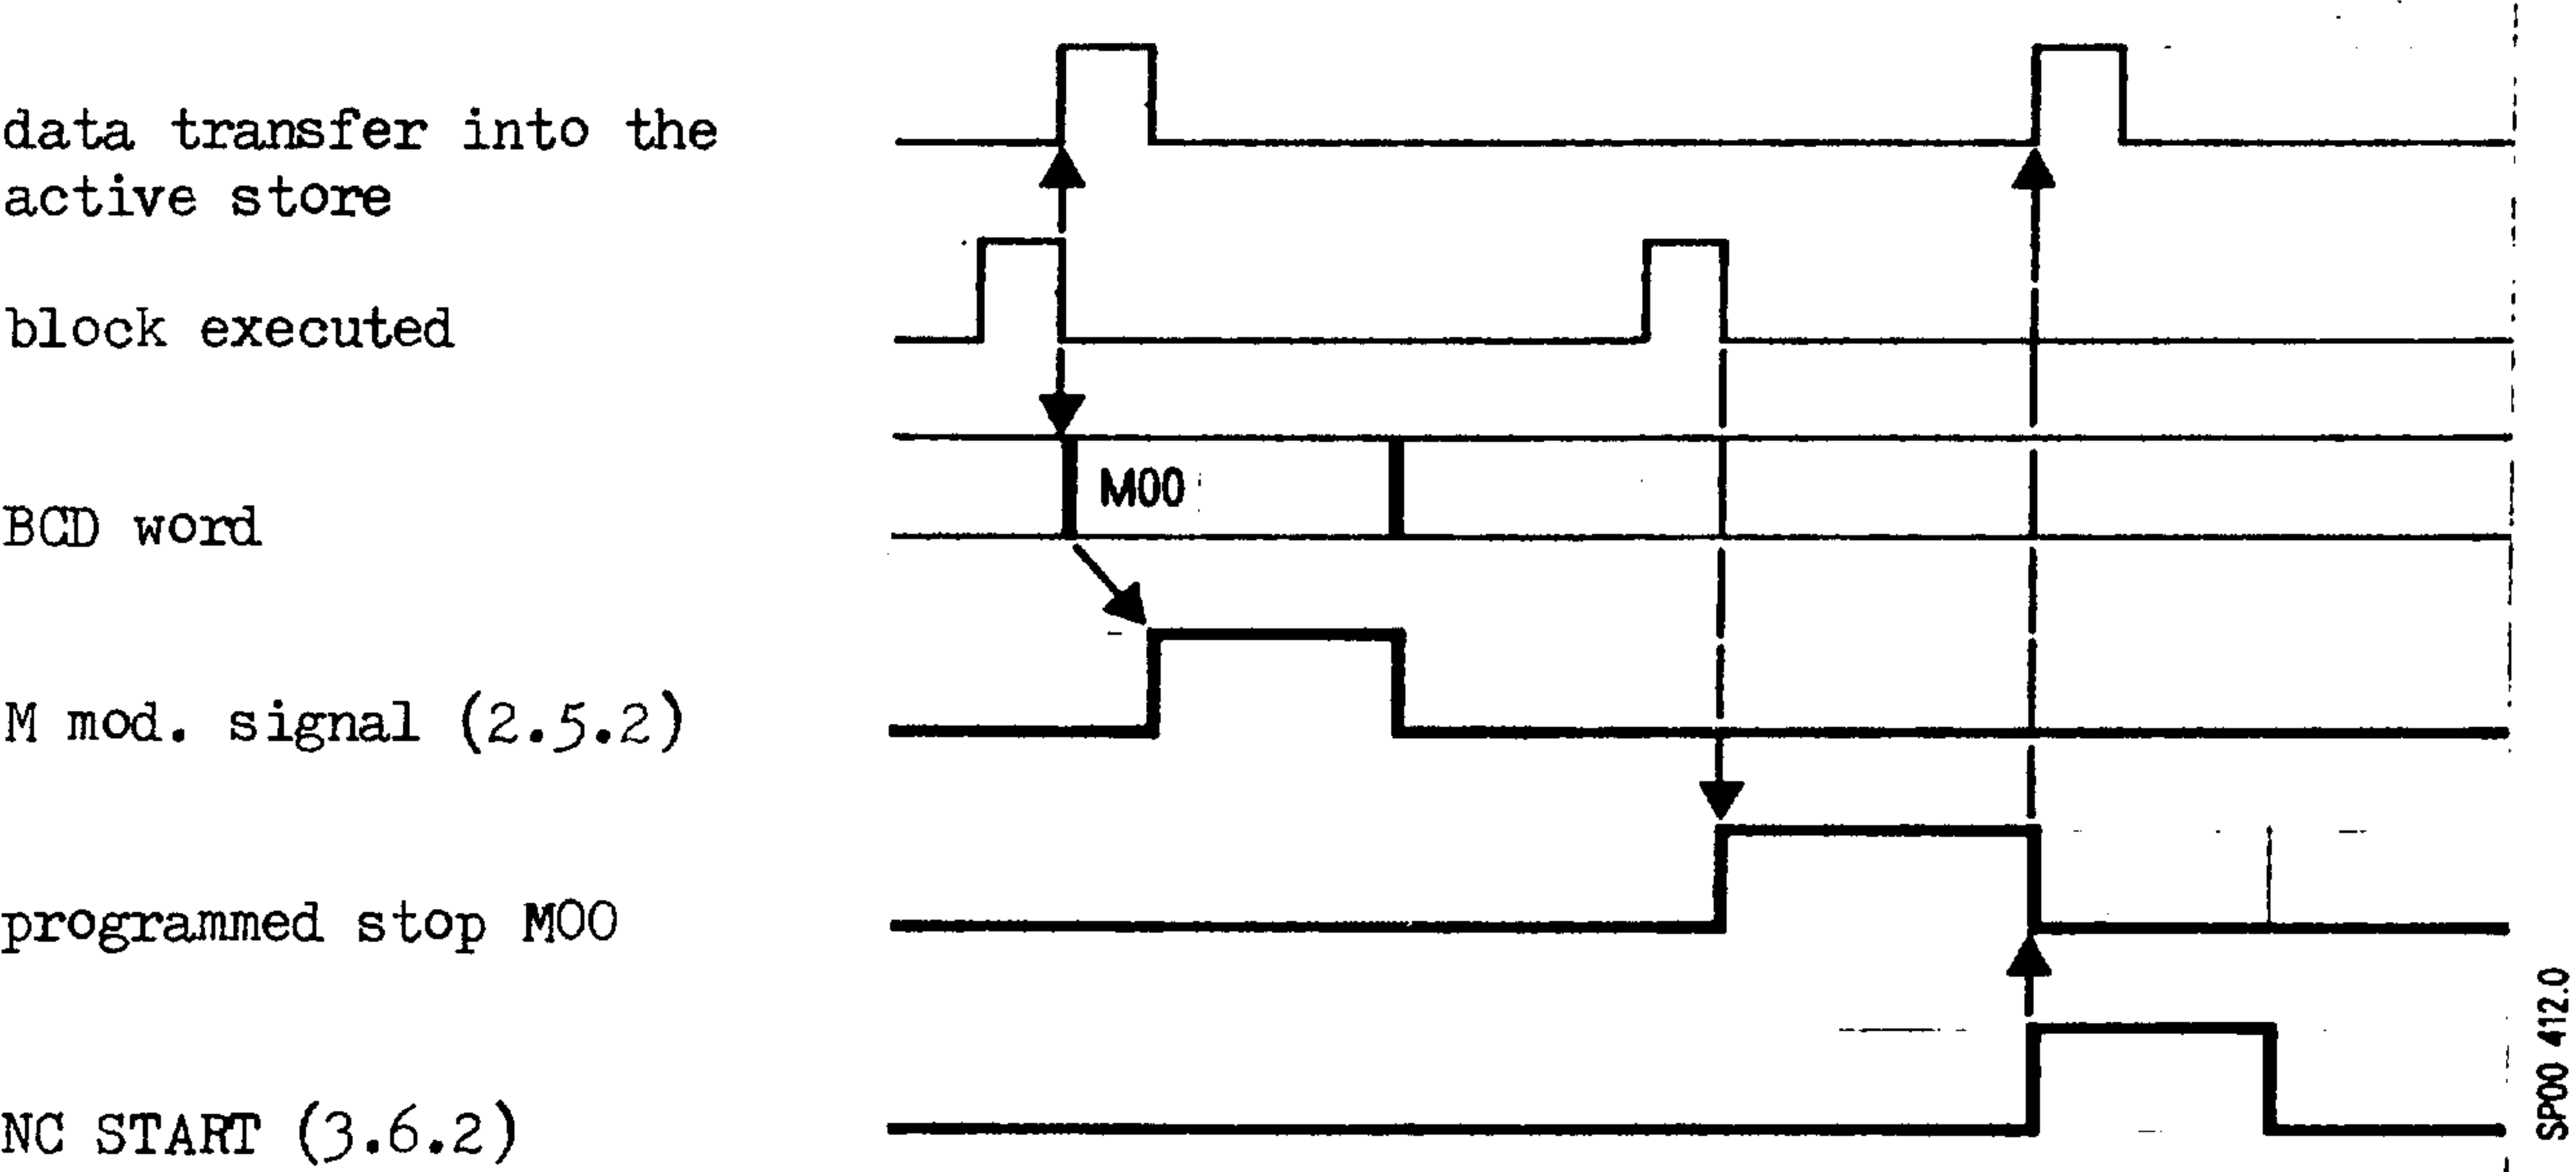 data transfer into the
active store
block executed
BCD word
M00
M mod. signal (2.5.2)
programmed stop M00
NC START (3.6.2)
SP00 412.0